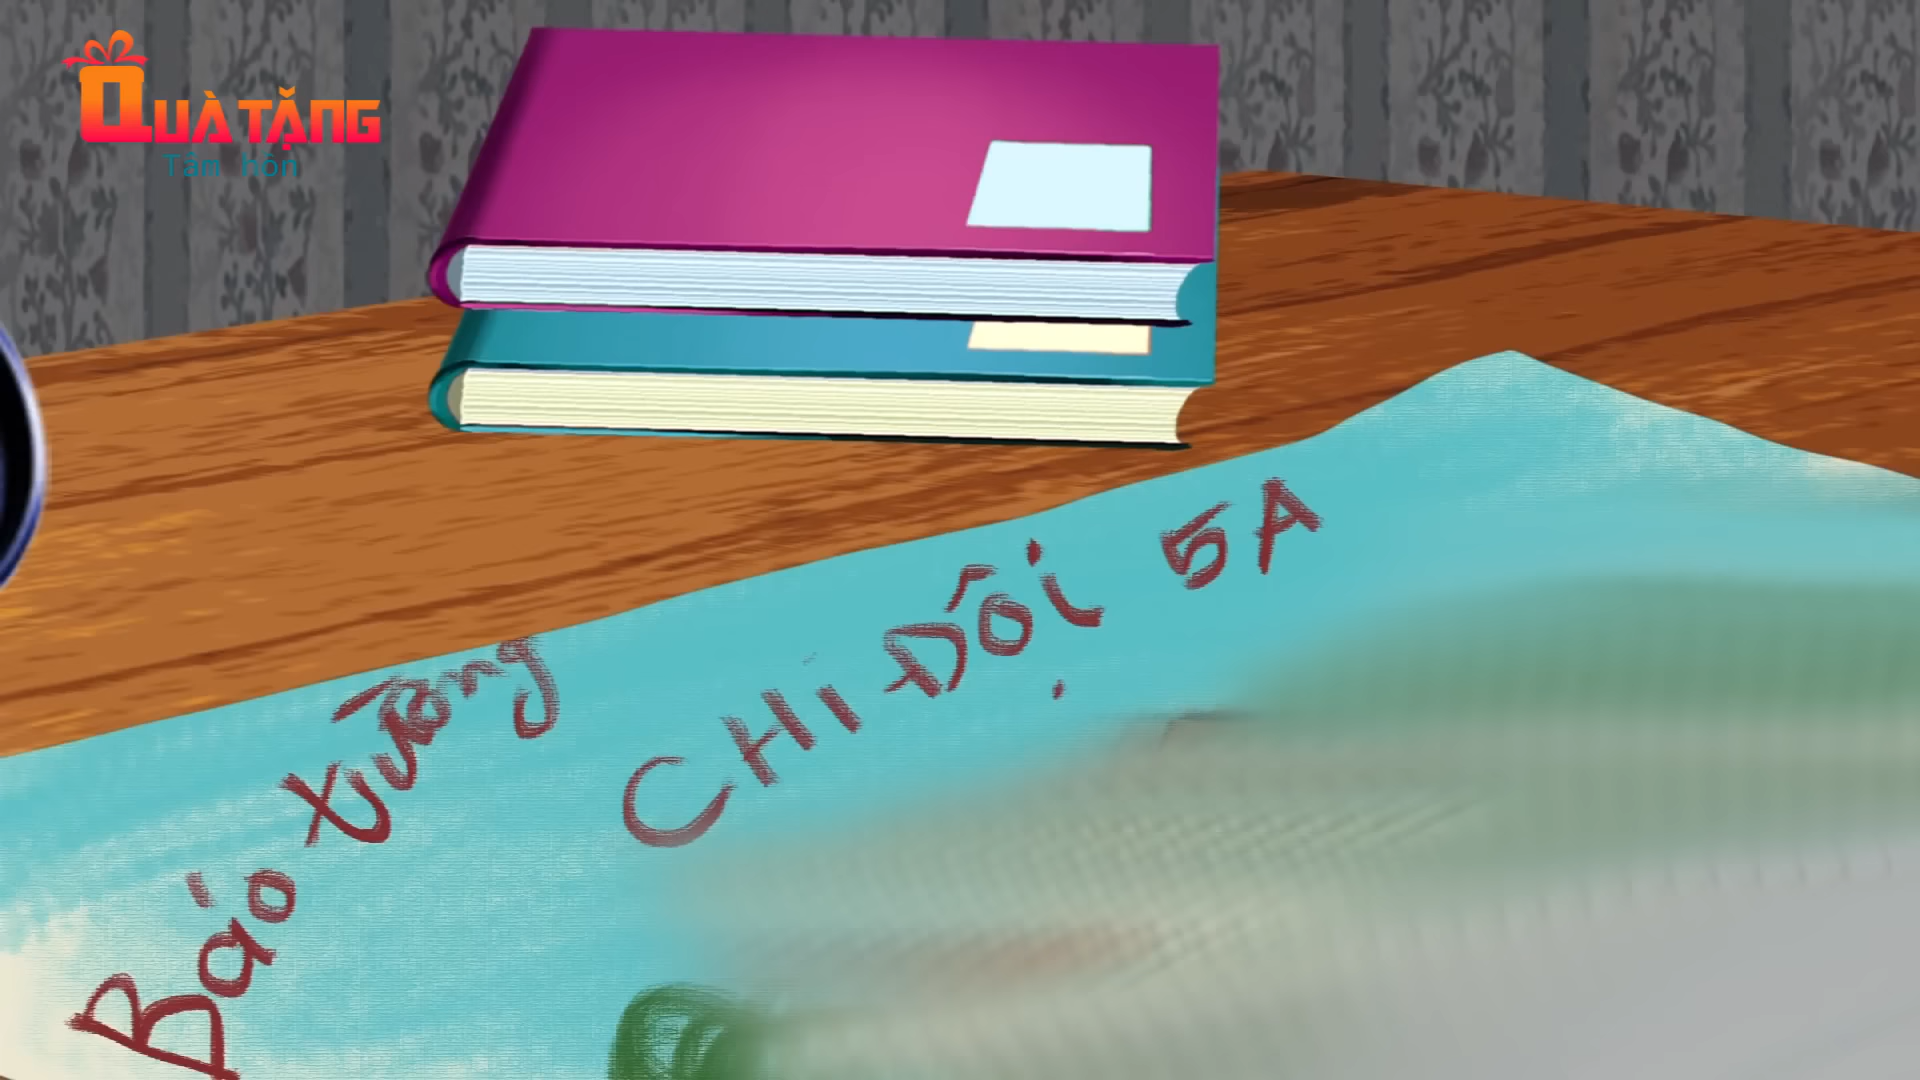 QUÀ TẶNG
Tâm hồn
Báo tường
CHI ĐỘI 5A